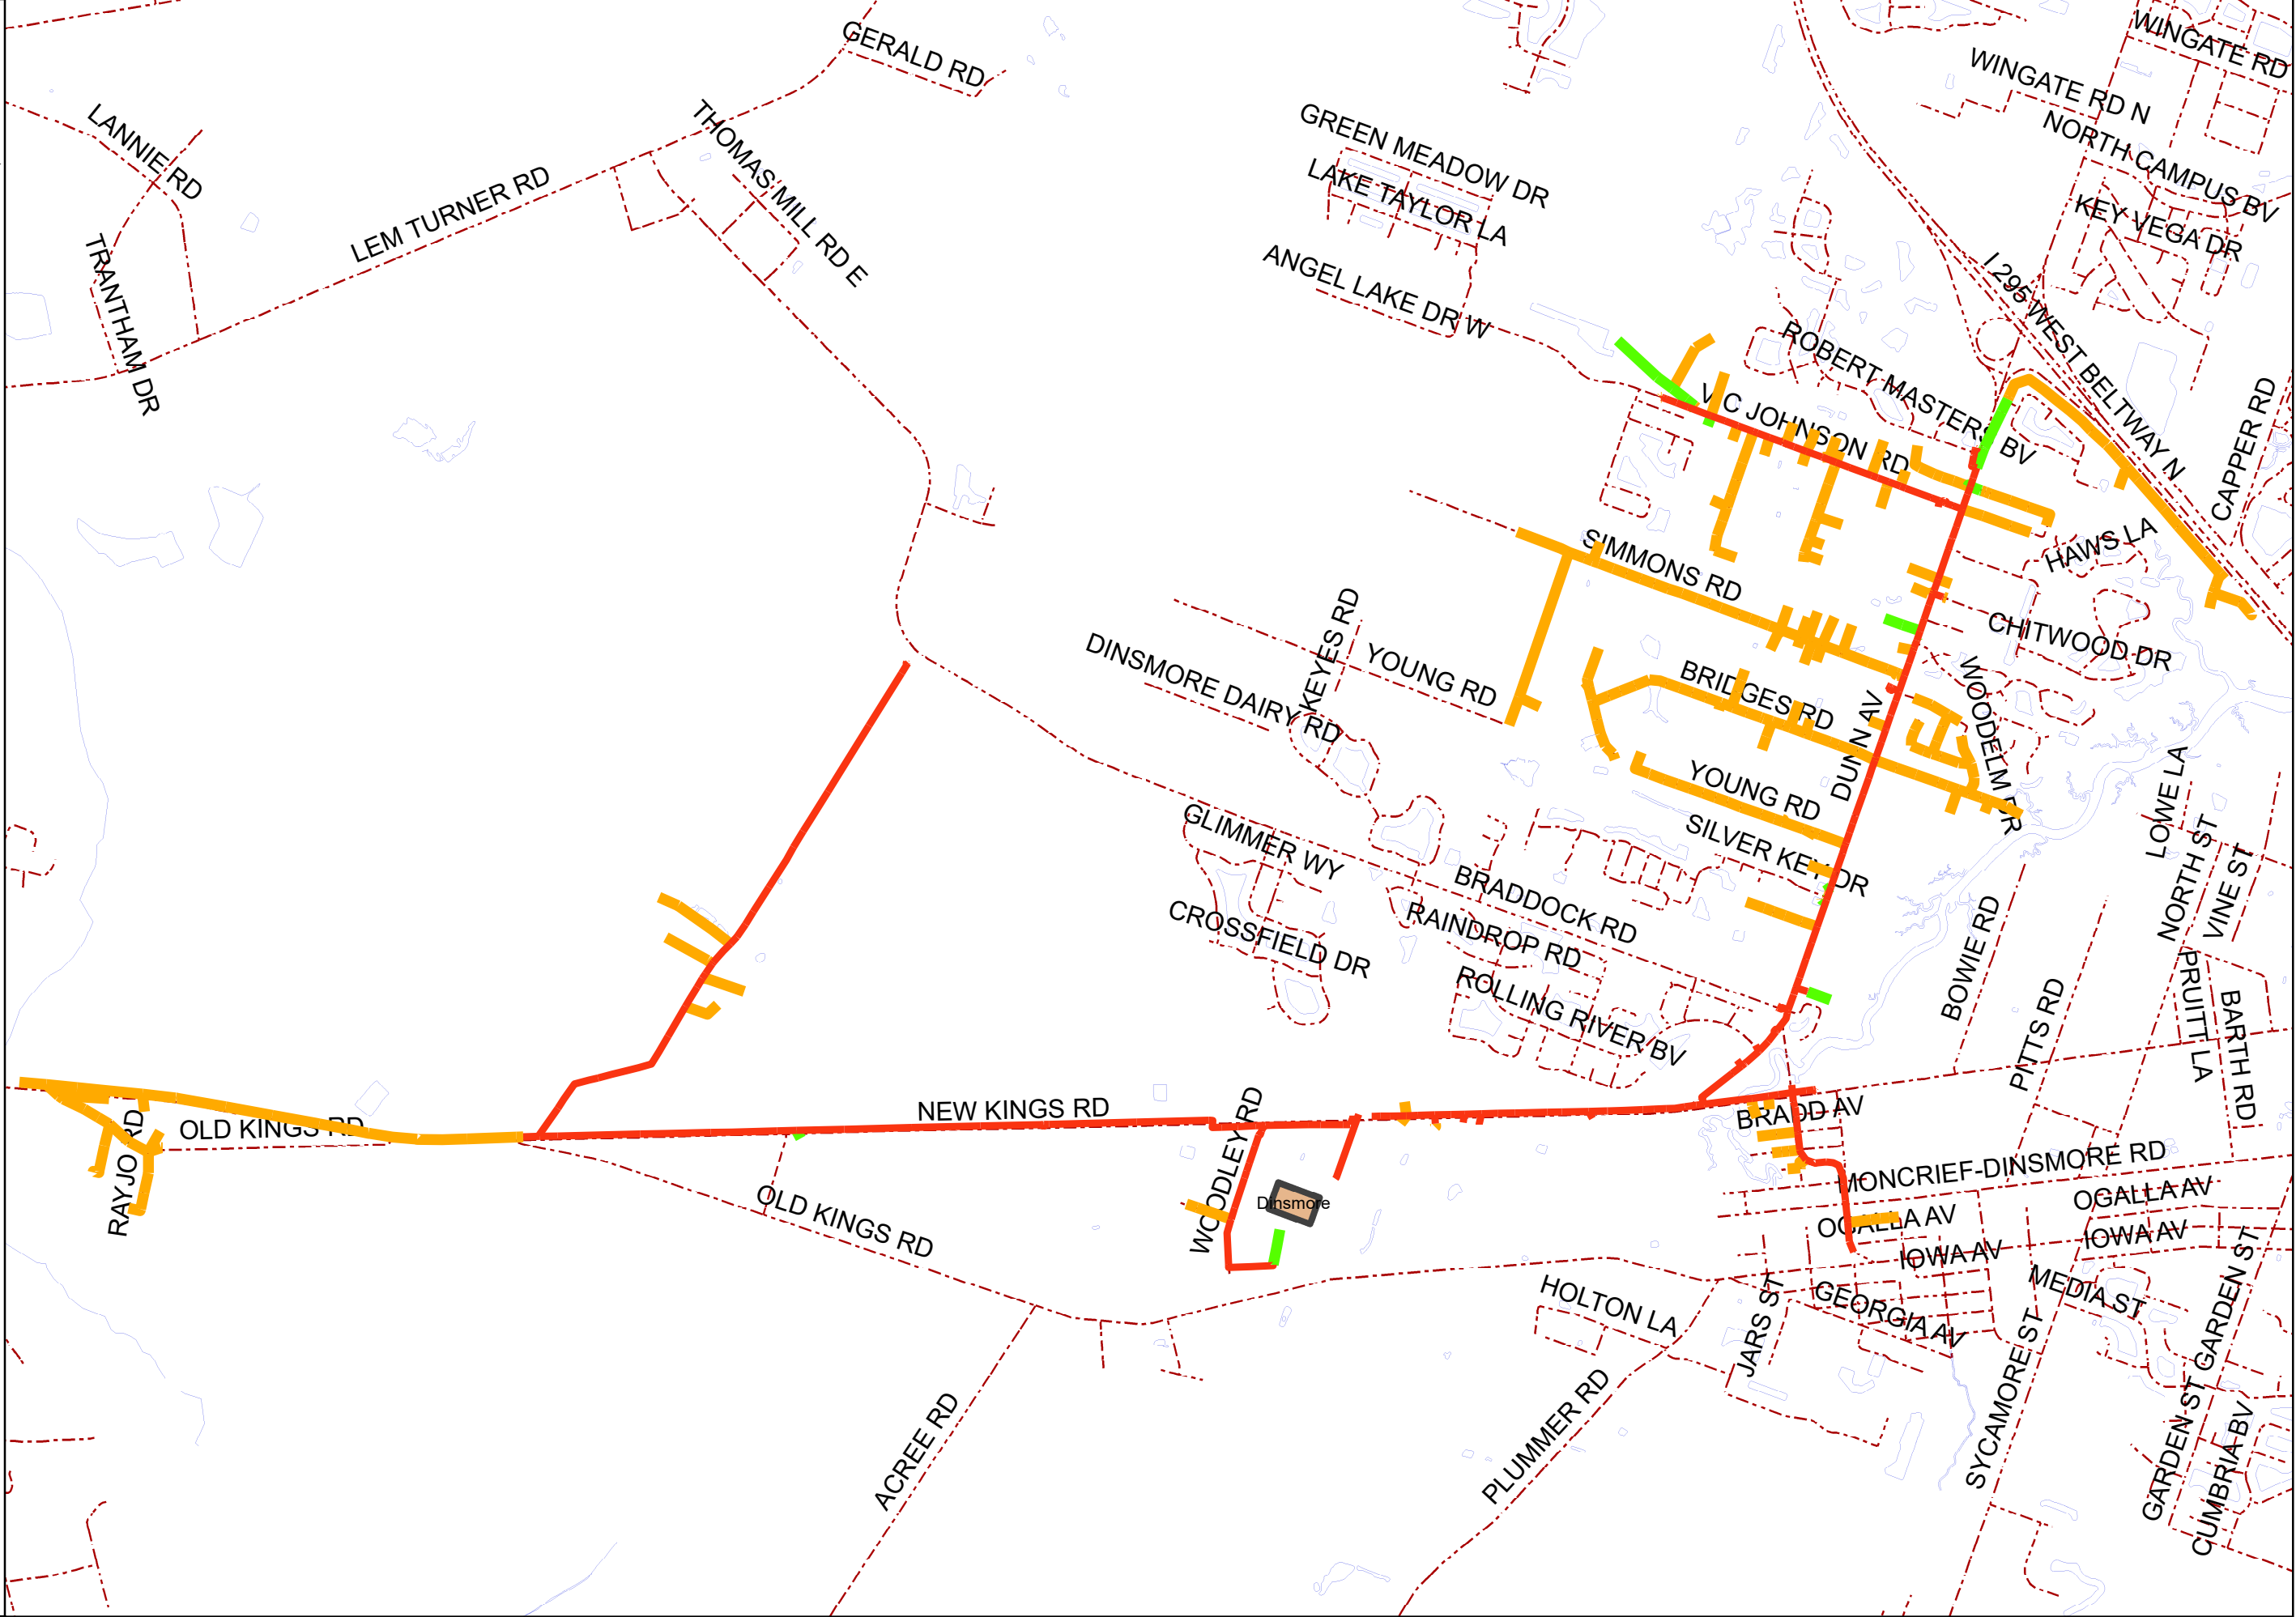 GERALD RD
WINGATE RD
WINGATE RD N
LANNIE RD
THOMAS MILL RD E
GREEN MEADOW DR
NORTH CAMPUS BV
LEM TURNER RD
LAKE TAYLOR LA
KEY VEGA DR
TRANTHAM DR
ANGEL LAKE DR W
I 295 WEST BELTWAY N
ROBERT MASTERS BV
V C JOHNSON RD
CAPPER RD
SIMMONS RD
HAWS LA
KEYES RD
CHITWOOD DR
DINSMORE DAIRY RD
YOUNG RD
BRIDGES RD
WOODELM DR
DUNN AV
YOUNG RD
LOWE LA
GLIMMER WY
SILVER KEY DR
NORTH ST
VINE ST
BRADDOCK RD
CROSSFIELD DR
RAINDROP RD
BOWIE RD
ROLLING RIVER BV
PITTS RD
PRUITT LA
BARTH RD
NEW KINGS RD
OLD KINGS RD
BRADD AV
RAYJO RD
WOODLEY RD
MONCRIEF-DINSMORE RD
Dinsmore
OLD KINGS RD
OGALLA AV
OGALLA AV
IOWA AV
IOWA AV
HOLTON LA
JARS ST
GEORGIA AV
MEDIA ST
GARDEN ST
SYCAMORE ST
PLUMMER RD
ACREE RD
GARDEN ST
CUMBRIA BV